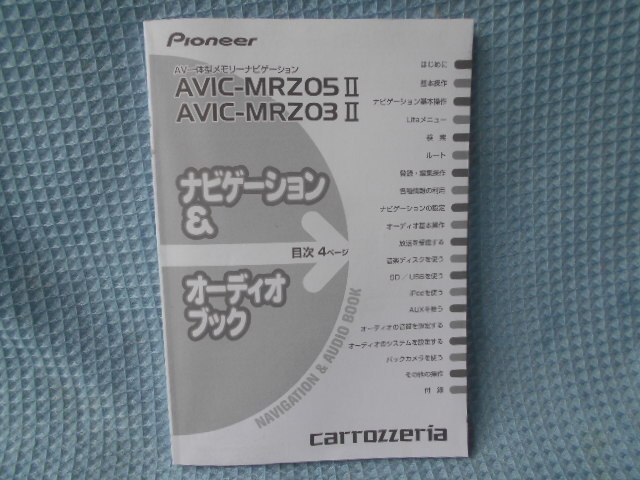 Pioneer
AV一体型メモリーナビゲーション
AVIC-MRZ05Ⅱ
AVIC-MRZ03Ⅱ
ナビゲーション
&
目次 4ページ
オーディオ
ブック
NAVIGATION & AUDIO BOOK
はじめに
基本操作
ナビゲーション基本操作
Liteメニュー
検 索
ルート
登録・編集操作
各種情報の利用
ナビゲーションの設定
オーディオ基本操作
放送を受信する
音楽ディスクを使う
SD/USBを使う
iPodを使う
AUXを使う
オーディオの音質を設定する
オーディオのシステムを設定する
バックカメラを使う
その他の操作
付 録
carrozzeria